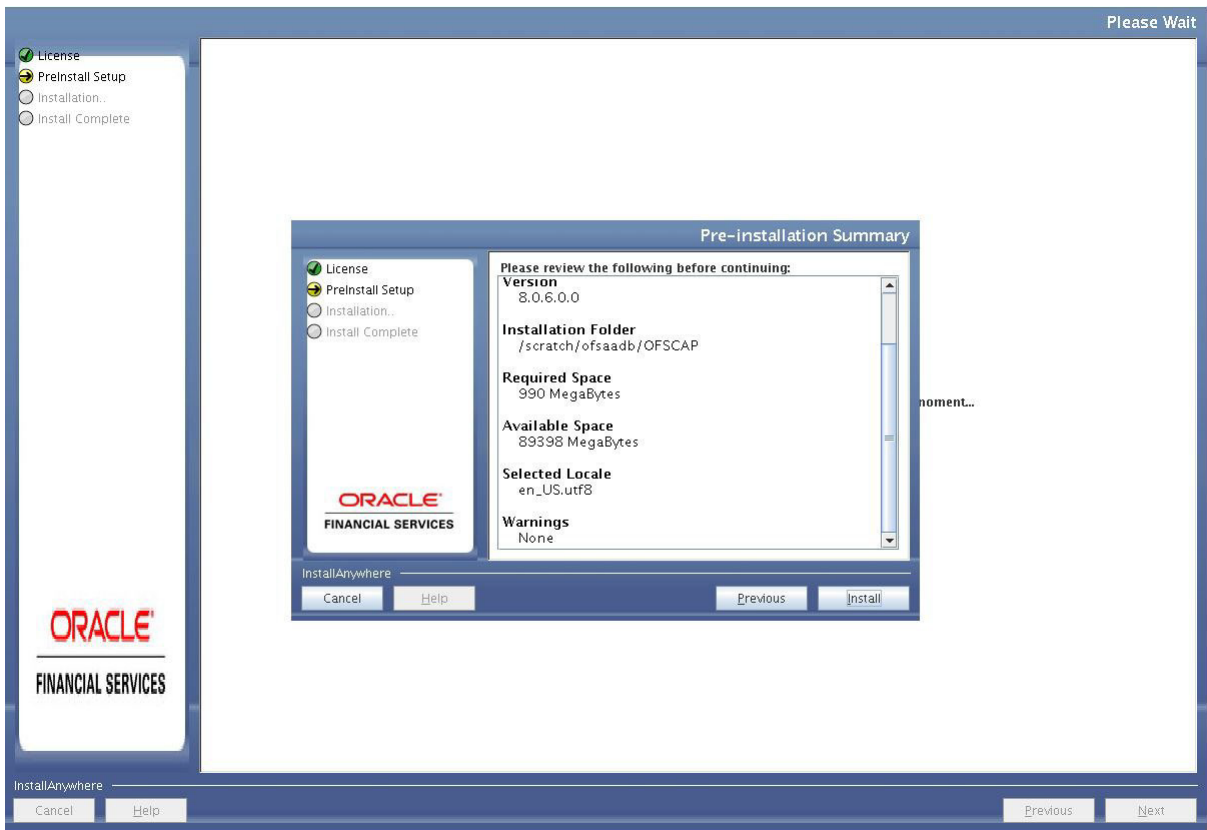 Please Wait
License
PreInstall Setup
Installation..
Install Complete
Pre-installation Summary
License
PreInstall Setup
Installation..
Install Complete
Please review the following before continuing:
Version
8.0.6.0.0
Installation Folder
/scratch/ofsaadb/OFSCAP
Required Space
990 MegaBytes
Available Space
89398 MegaBytes
Selected Locale
en_US.utf8
Warnings
None
ORACLE
FINANCIAL SERVICES
InstallAnywhere
Cancel Help Previous Install
moment...
ORACLE
FINANCIAL SERVICES
InstallAnywhere
Cancel Help Previous Next